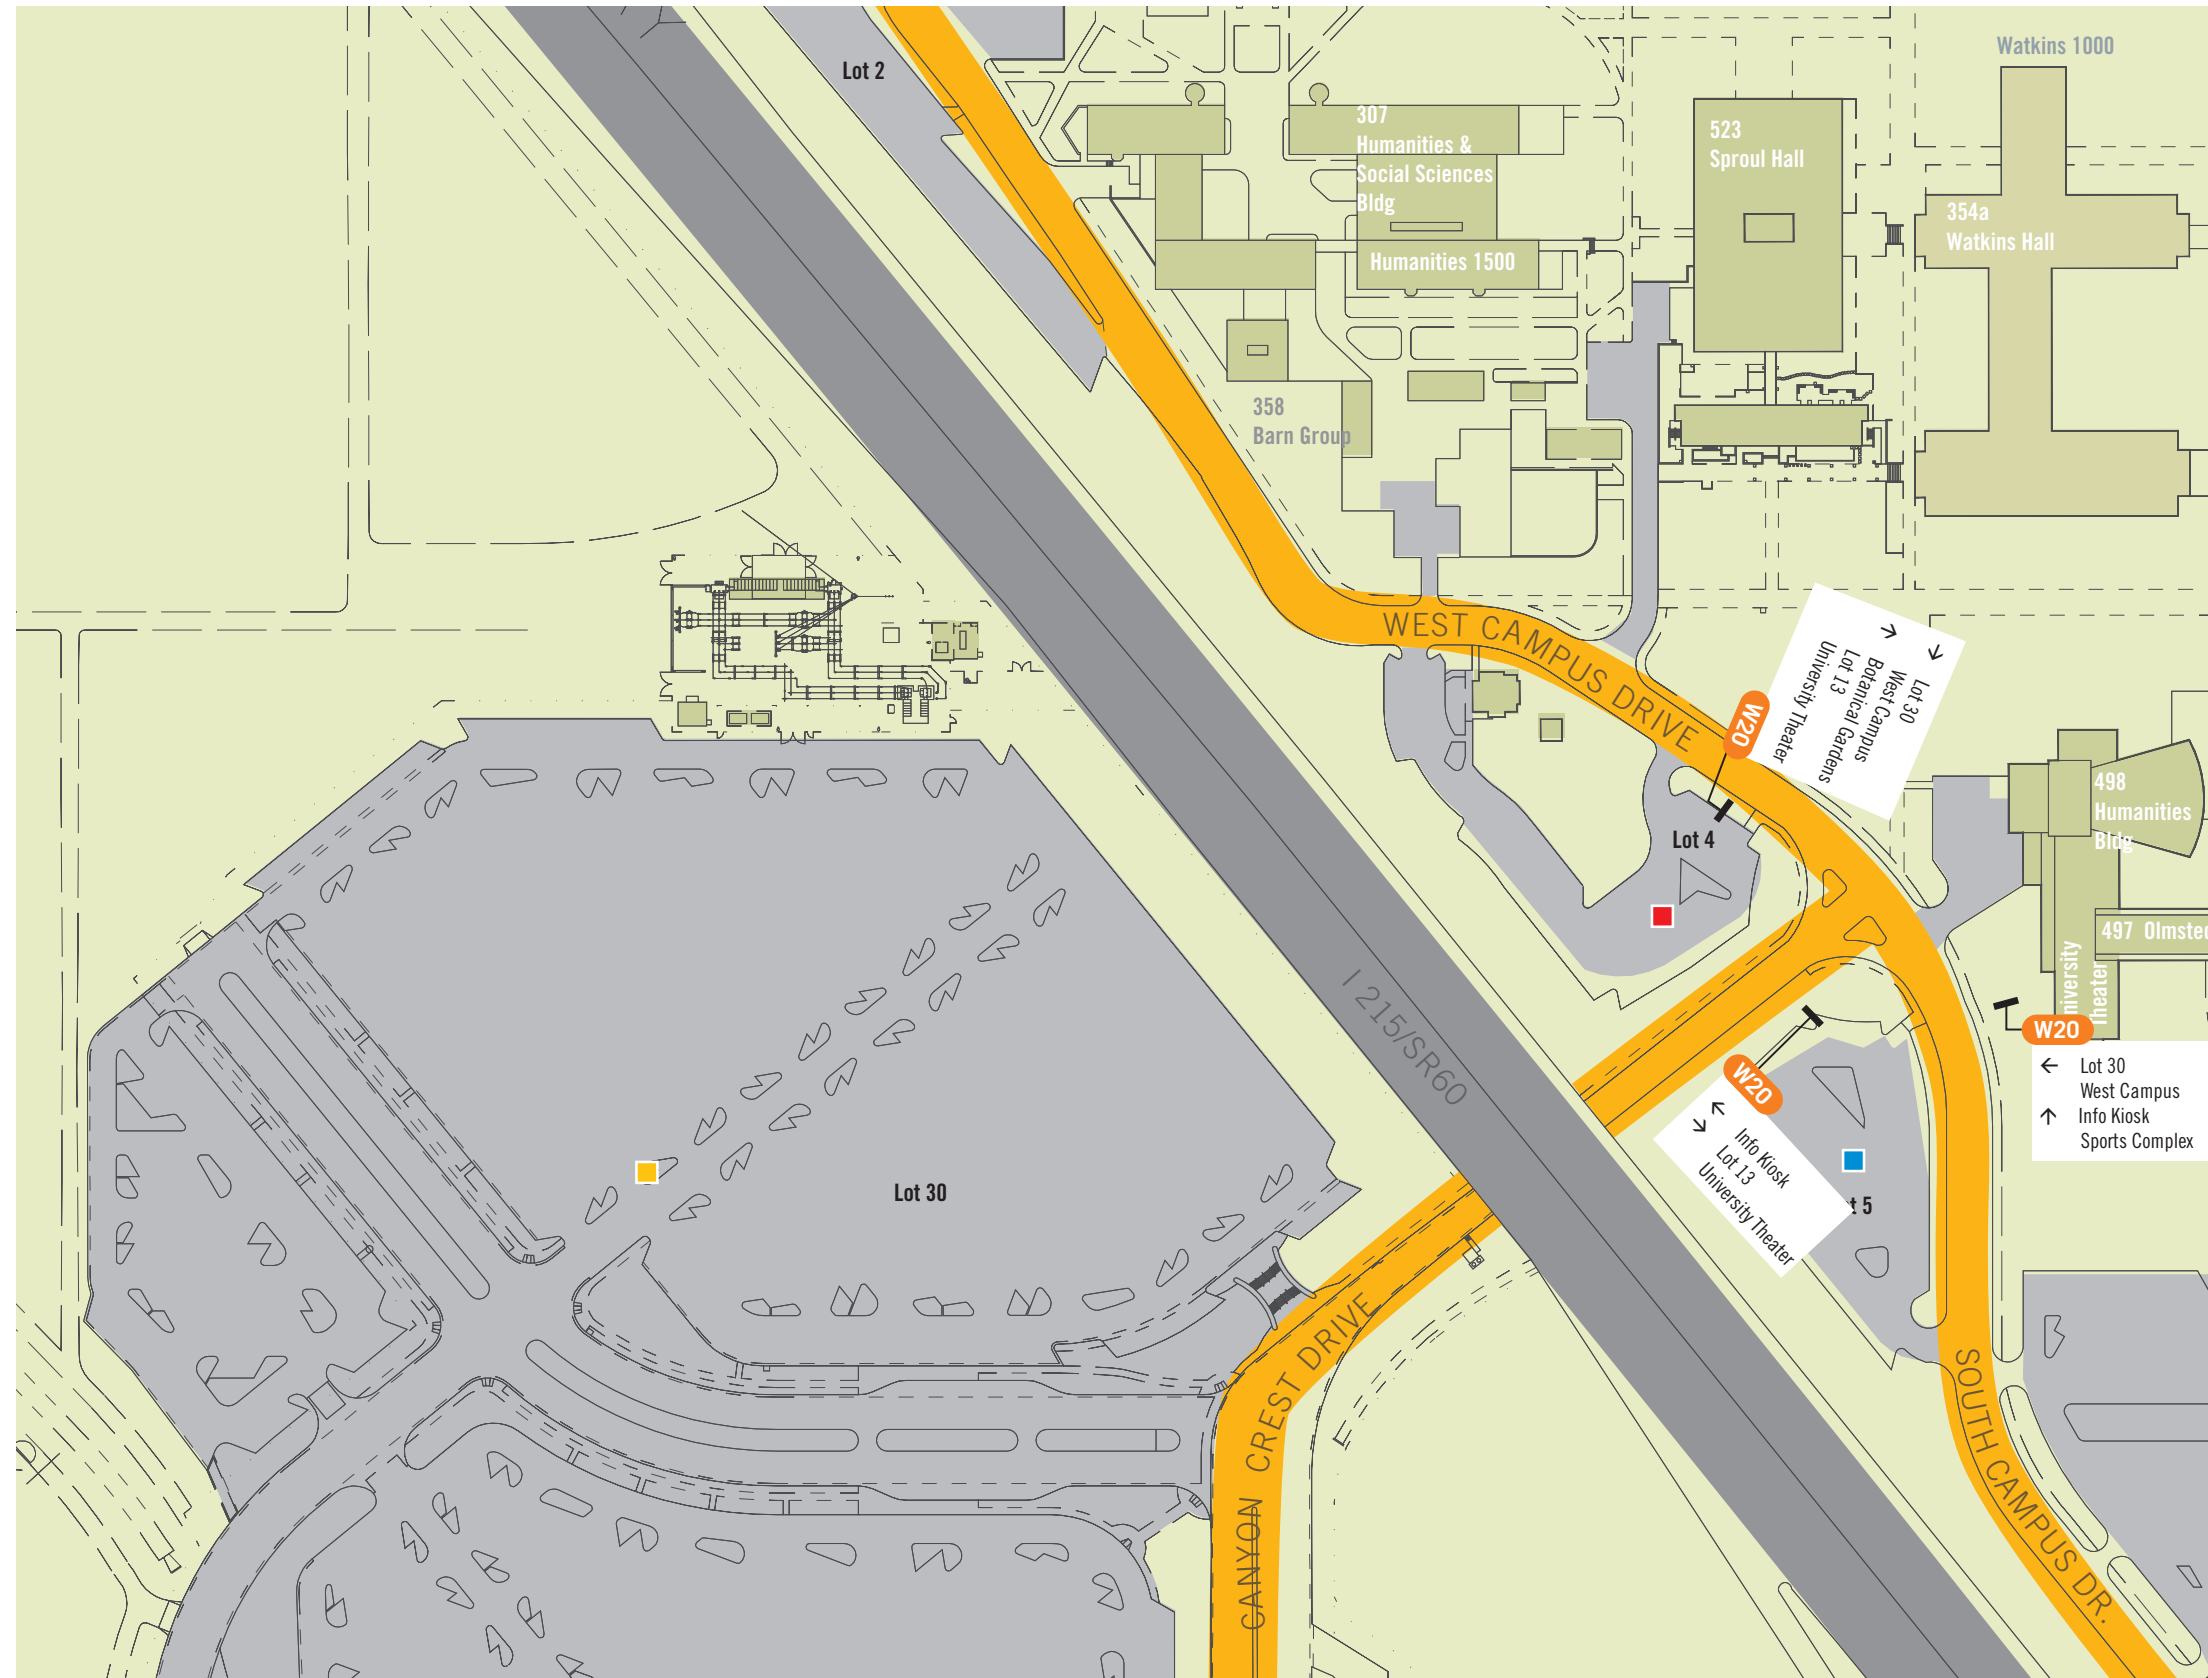 Watkins 1000
Lot 2
307
Humanities &
Social Sciences
Bldg
523
Sproul Hall
354a
Watkins Hall
Humanities 1500
358
Barn Group
WEST CAMPUS DRIVE
W20
Lot 30
West Campus
Botanical Gardens
Lot 13
University Theater
498
Humanities
Bldg
Lot 4
497 Olmsted
niversity
heater
I 215/SR60
W20
← Lot 30
West Campus
↑ Info Kiosk
Sports Complex
W20
Info Kiosk
Lot 13
University Theater
t 5
Lot 30
CANYON CREST DRIVE
SOUTH CAMPUS DR.